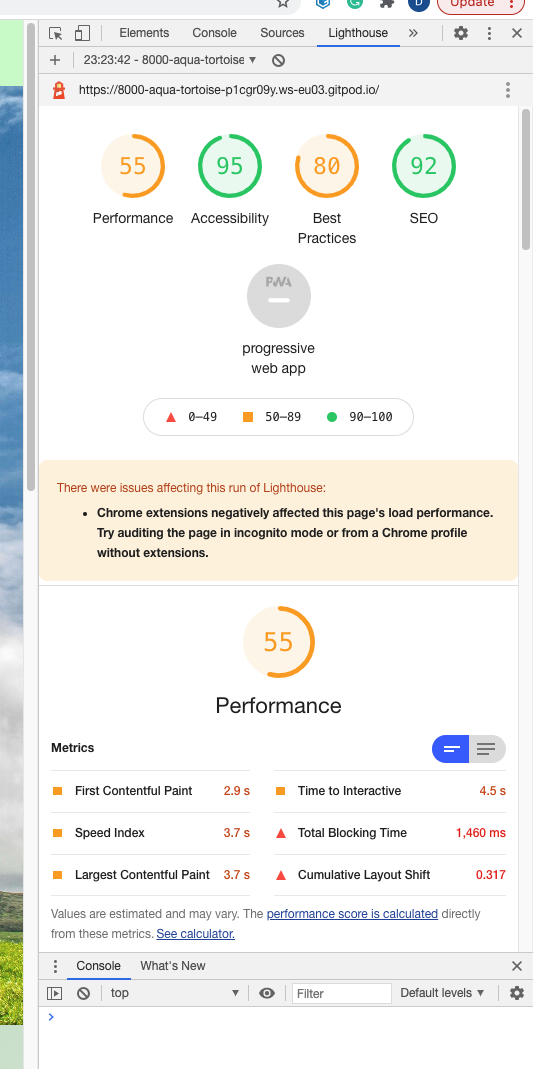 D
Update
Elements Console Sources Lighthouse »
23:23:42 - 8000-aqua-tortoise
https://8000-aqua-tortoise-p1cgr09y.ws-eu03.gitpod.io/
55 95 80 92
Performance Accessibility Best Practices SEO
PWA
progressive
web app
0–49 50–89 90–100
There were issues affecting this run of Lighthouse:
• Chrome extensions negatively affected this page's load performance.
Try auditing the page in incognito mode or from a Chrome profile
without extensions.
55
Performance
Metrics
First Contentful Paint 2.9 s Time to Interactive 4.5 s
Speed Index 3.7 s Total Blocking Time 1,460 ms
Largest Contentful Paint 3.7 s Cumulative Layout Shift 0.317
Values are estimated and may vary. The performance score is calculated directly
from these metrics. See calculator.
Console What's New
top Filter Default levels